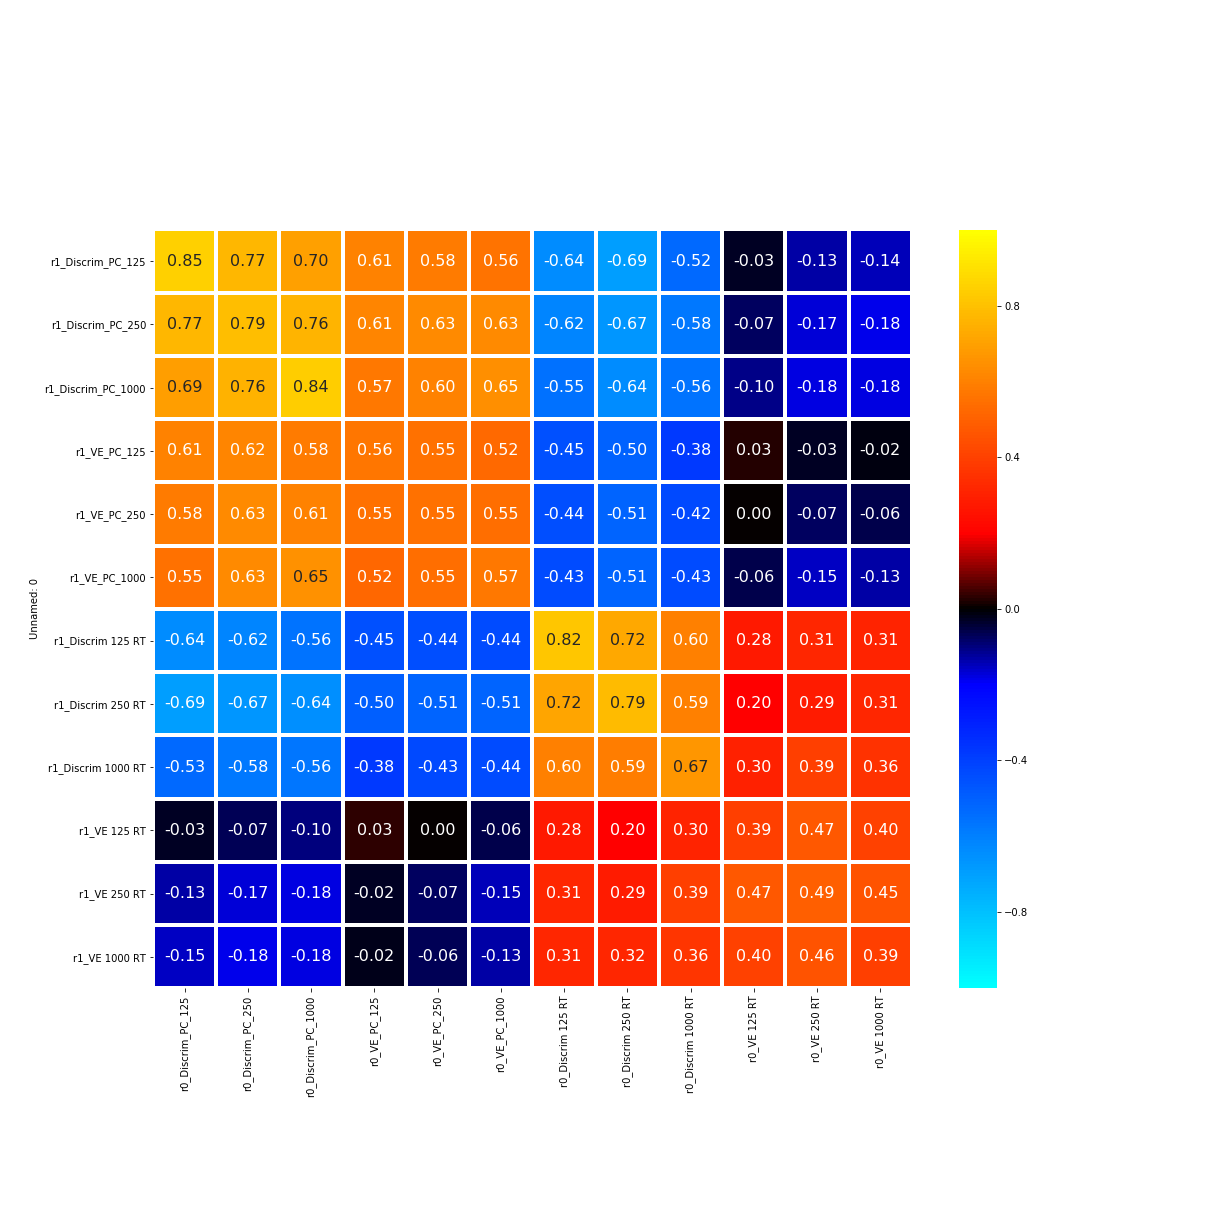 r1_Discrim_PC_125 0.85 0.77 0.70 0.61 0.58 0.56 -0.64 -0.69 -0.52 -0.03 -0.13 -0.14
0.8
r1_Discrim_PC_250 0.77 0.79 0.76 0.61 0.63 0.63 -0.62 -0.67 -0.58 -0.07 -0.17 -0.18
r1_Discrim_PC_1000 0.69 0.76 0.84 0.57 0.60 0.65 -0.55 -0.64 -0.56 -0.10 -0.18 -0.18
r1_VE_PC_125 0.61 0.62 0.58 0.56 0.55 0.52 -0.45 -0.50 -0.38 0.03 -0.03 -0.02
0.4
r1_VE_PC_250 0.58 0.63 0.61 0.55 0.55 0.55 -0.44 -0.51 -0.42 0.00 -0.07 -0.06
r1_VE_PC_1000 0.55 0.63 0.65 0.52 0.55 0.57 -0.43 -0.51 -0.43 -0.06 -0.15 -0.13
Unnamed: 0
0.0
r1_Discrim 125 RT -0.64 -0.62 -0.56 -0.45 -0.44 -0.44 0.82 0.72 0.60 0.28 0.31 0.31
r1_Discrim 250 RT -0.69 -0.67 -0.64 -0.50 -0.51 -0.51 0.72 0.79 0.59 0.20 0.29 0.31
−0.4
r1_Discrim 1000 RT -0.53 -0.58 -0.56 -0.38 -0.43 -0.44 0.60 0.59 0.67 0.30 0.39 0.36
r1_VE 125 RT -0.03 -0.07 -0.10 0.03 0.00 -0.06 0.28 0.20 0.30 0.39 0.47 0.40
r1_VE 250 RT -0.13 -0.17 -0.18 -0.02 -0.07 -0.15 0.31 0.29 0.39 0.47 0.49 0.45
−0.8
r1_VE 1000 RT -0.15 -0.18 -0.18 -0.02 -0.06 -0.13 0.31 0.32 0.36 0.40 0.46 0.39
r0_Discrim_PC_125
r0_Discrim_PC_250
r0_Discrim_PC_1000
r0_VE_PC_125
r0_VE_PC_250
r0_VE_PC_1000
r0_Discrim 125 RT
r0_Discrim 250 RT
r0_Discrim 1000 RT
r0_VE 125 RT
r0_VE 250 RT
r0_VE 1000 RT